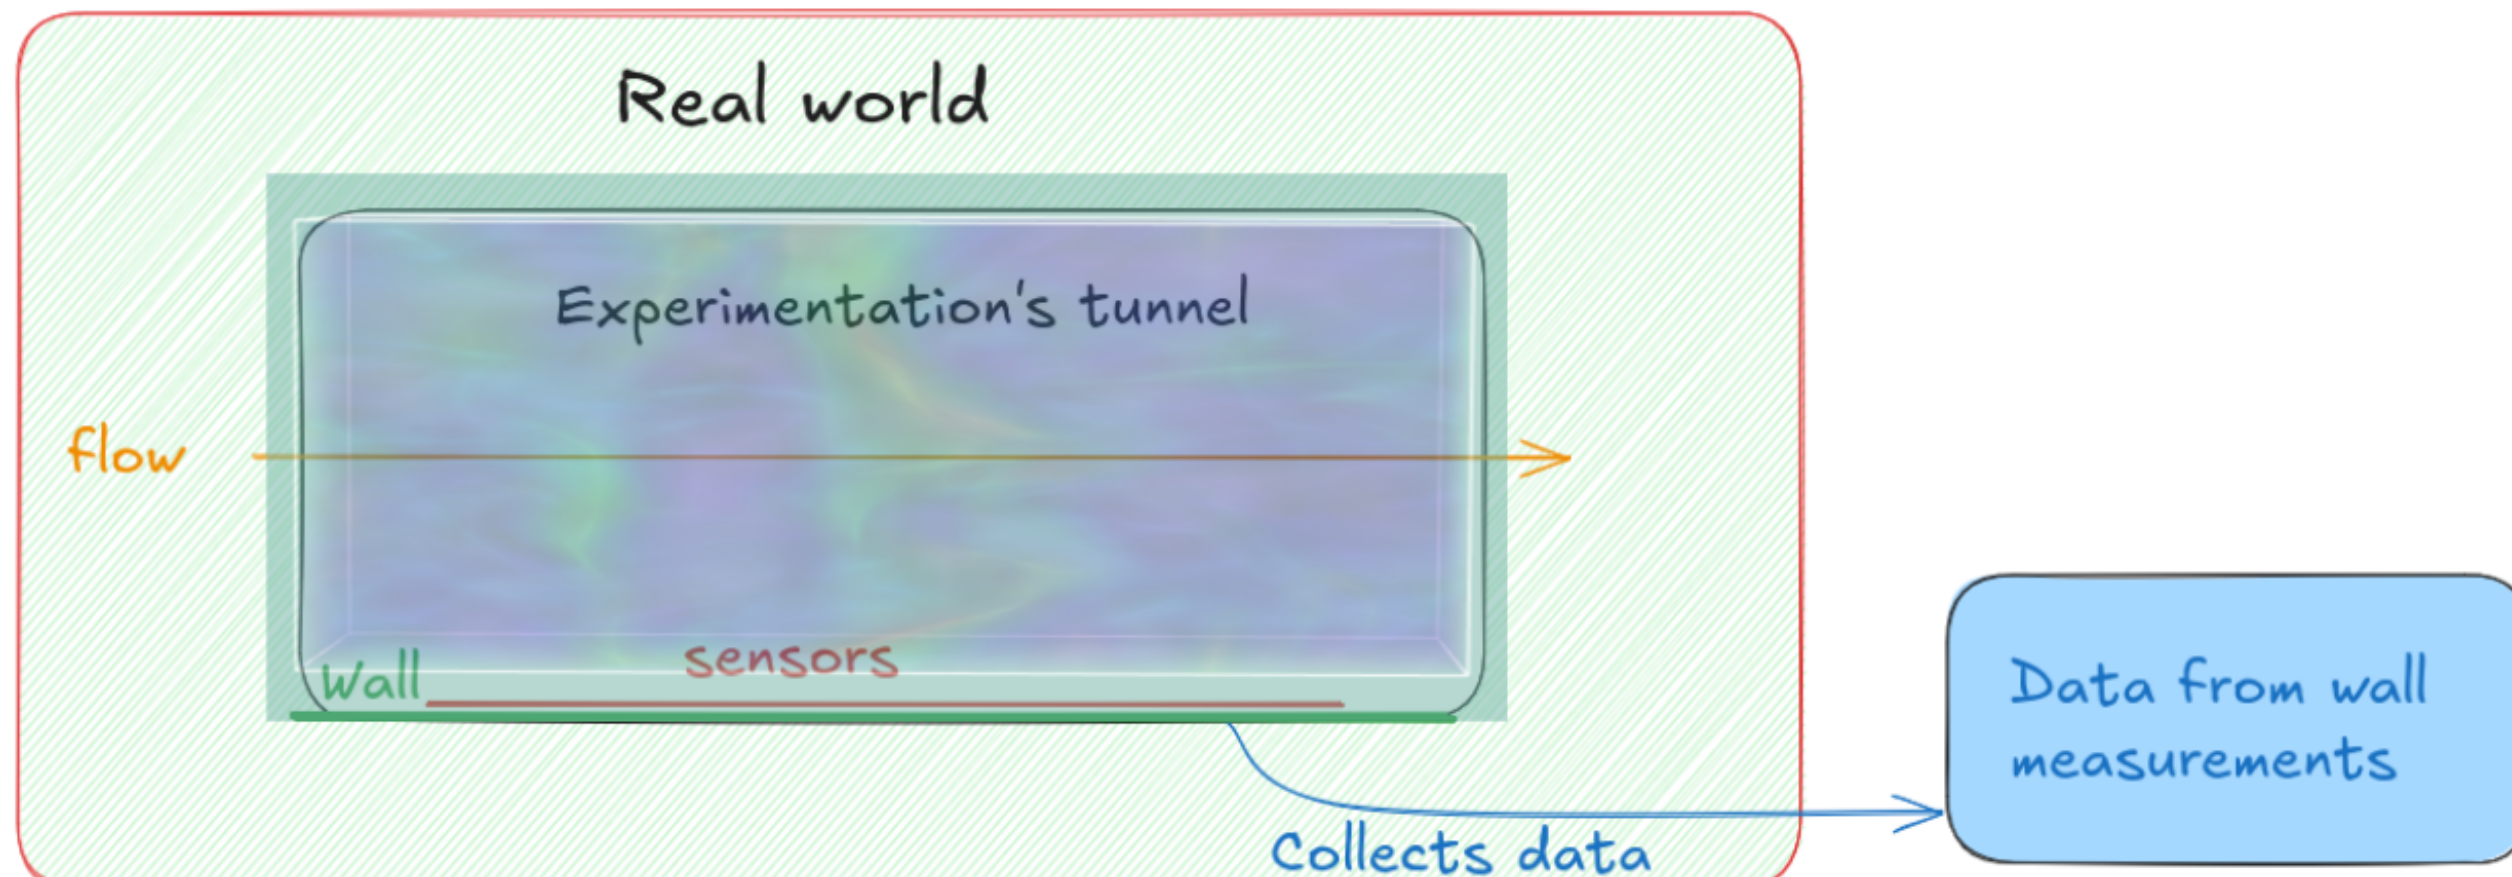 Real world
Experimentation's tunnel
flow
sensors
Wall
Data from wall
measurements
Collects data